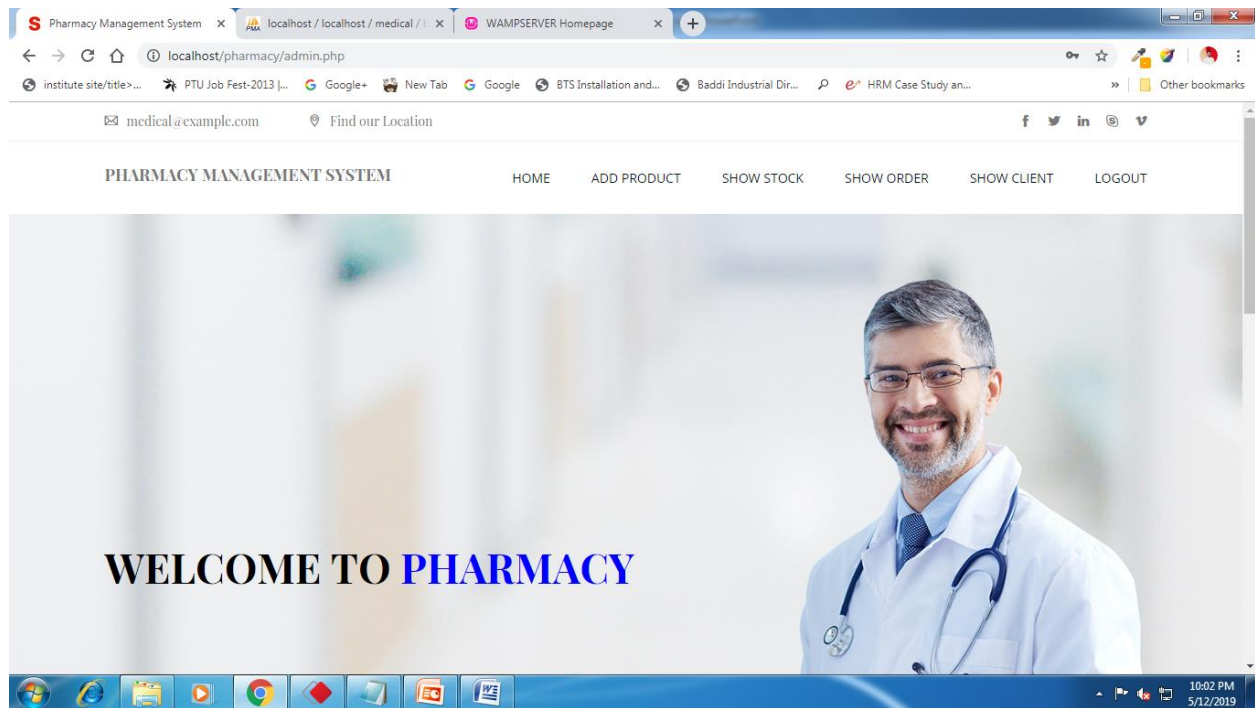 Pharmacy Management System localhost / localhost / medical / WAMPSERVER Homepage
localhost/pharmacy/admin.php
institute site/title>... PTU Job Fest-2013 |... Google+ New Tab Google BTS Installation and... Baddi Industrial Dir... HRM Case Study an... » Other bookmarks
medical@example.com Find our Location
PHARMACY MANAGEMENT SYSTEM HOME ADD PRODUCT SHOW STOCK SHOW ORDER SHOW CLIENT LOGOUT
WELCOME TO PHARMACY
10:02 PM
5/12/2019